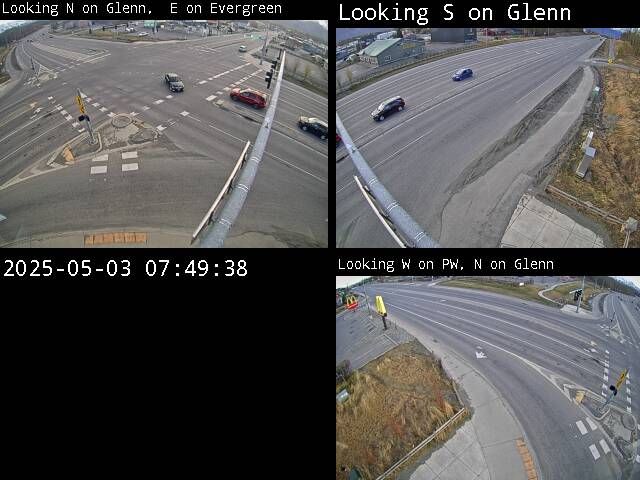 Looking N on Glenn,  E on Evergreen
Looking S on Glenn
2025-05-03 07:49:38
Looking W on PW, N on Glenn